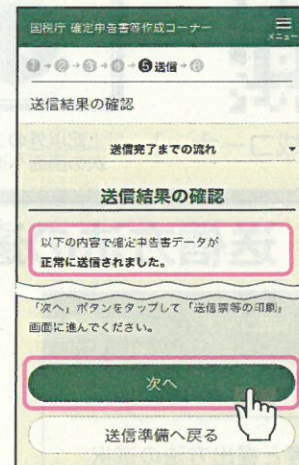 国税庁 確定申告書等作成コーナー
メニュー
①→②→③→④→❺送信→⑥
送信結果の確認
送信完了までの流れ
送信結果の確認
以下の内容で確定申告書データが
正常に送信されました。
「次へ」ボタンをタップして「送信票等の印刷」
画面に進んでください。
次へ
送信準備へ戻る